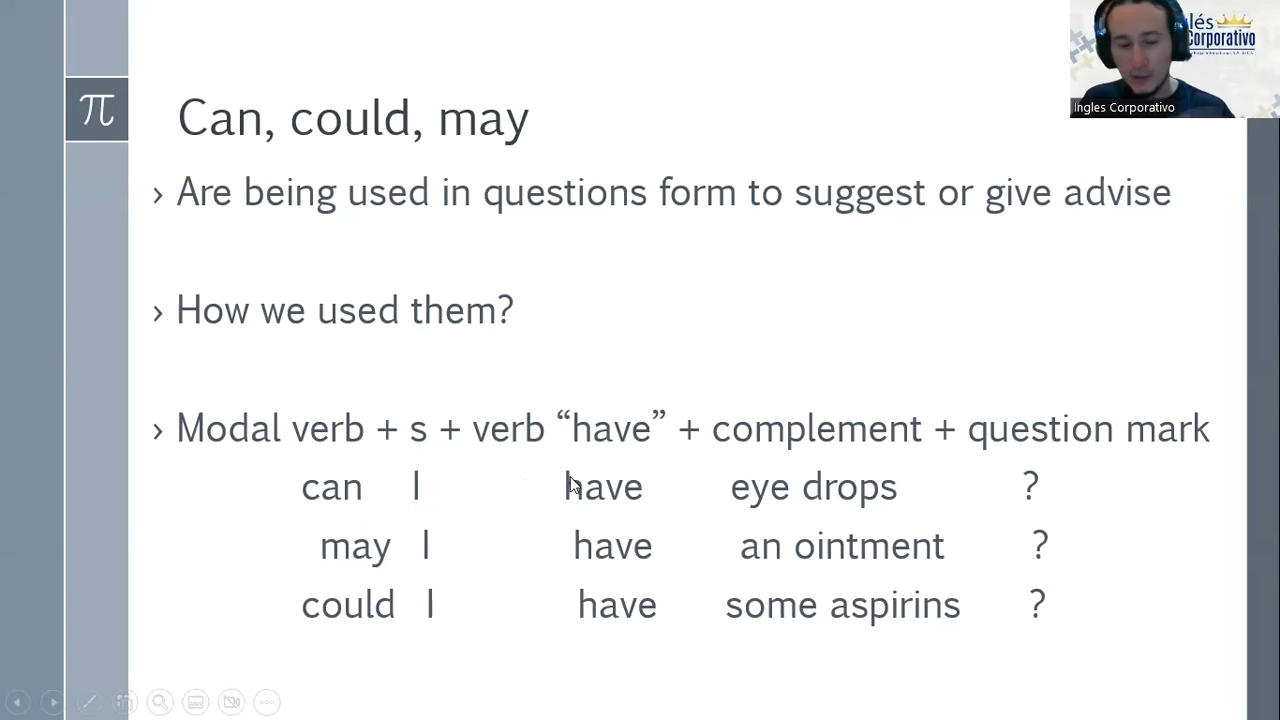 π
Can, could, may
› Are being used in questions form to suggest or give advise
› How we used them?
› Modal verb + s + verb “have” + complement + question mark
can I have eye drops ?
may I have an ointment ?
could I have some aspirins ?
lés
Corporativo
Ingles Corporativo